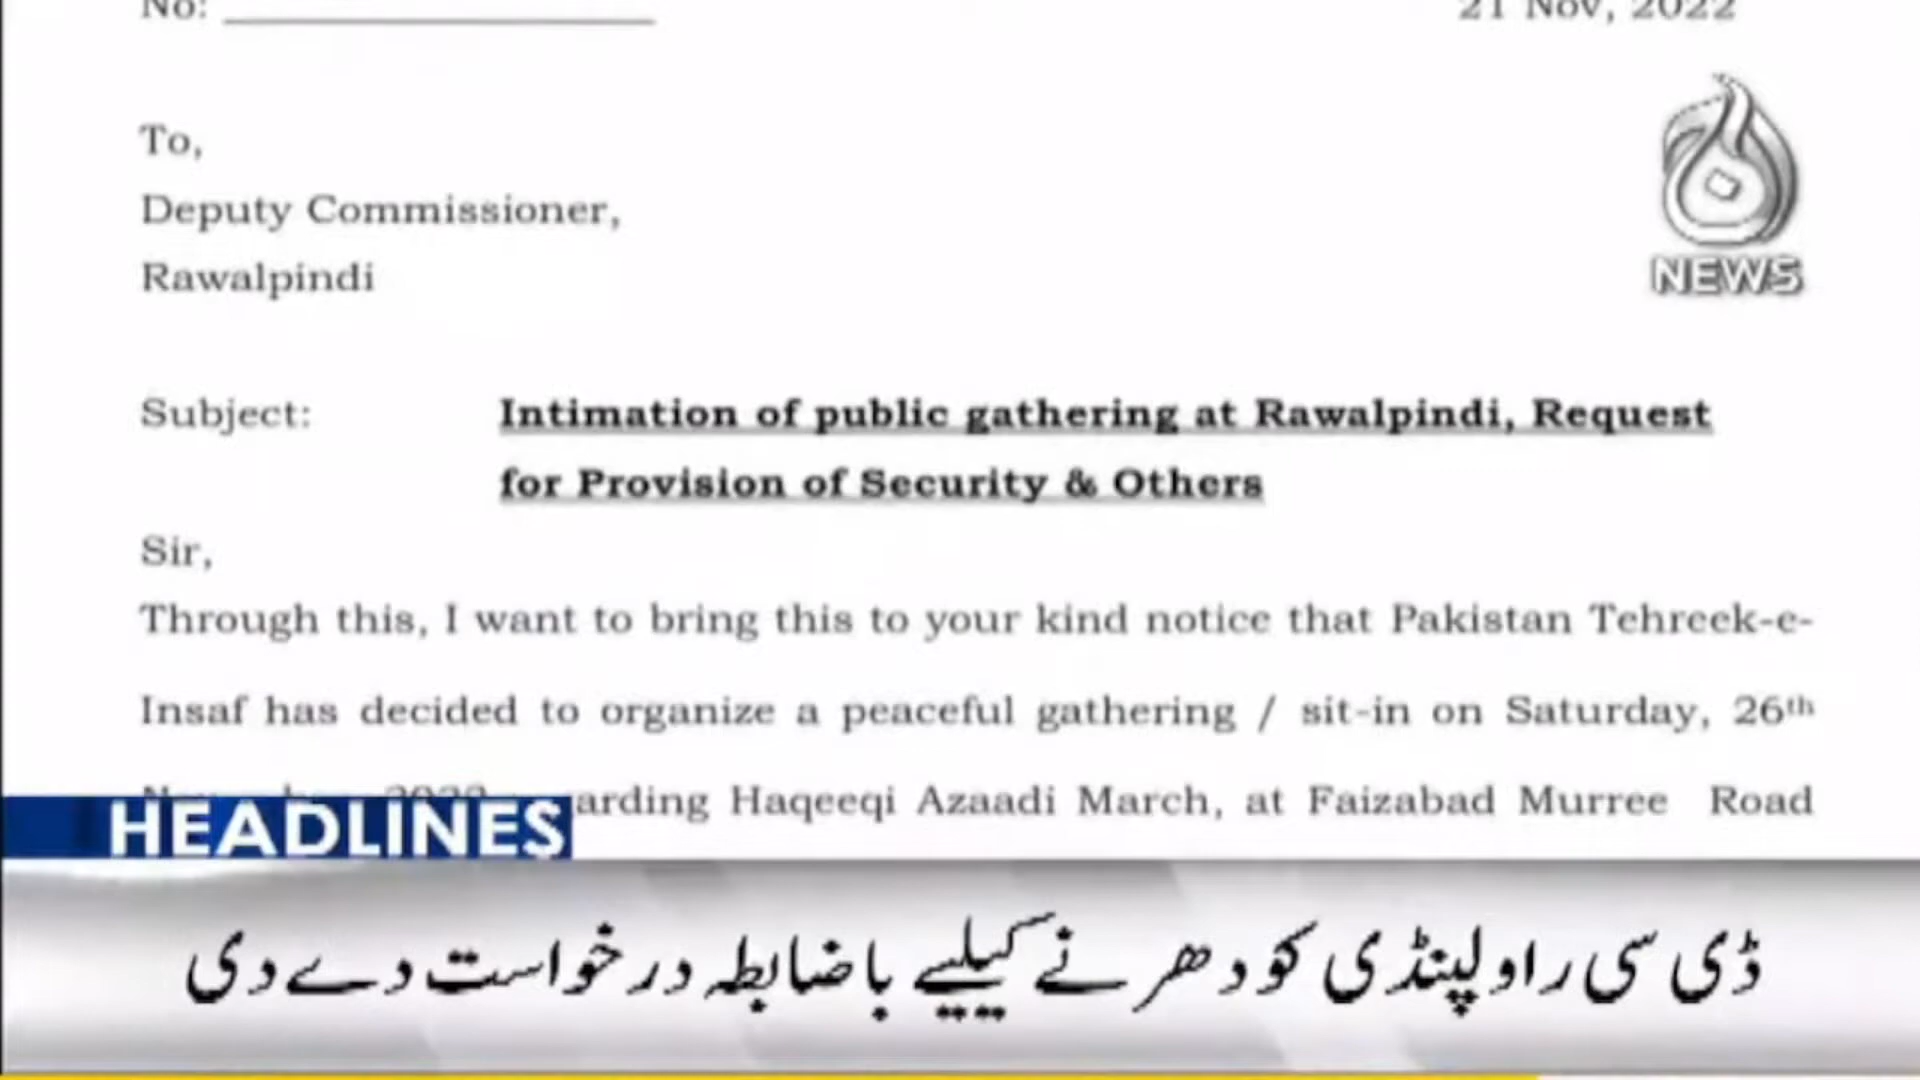 No:
21 Nov, 2022
To,
Deputy Commissioner,
Rawalpindi
NEWS
Subject:
Intimation of public gathering at Rawalpindi, Request
for Provision of Security & Others
Sir,
Through this, I want to bring this to your kind notice that Pakistan Tehreek-e-
Insaf has decided to organize a peaceful gathering / sit-in on Saturday, 26th
2022 arding Haqeeqi Azaadi March, at Faizabad Murree Road
HEADLINES
ڈی سی راولپنڈی کو دھرنے کیلیے باضابطہ درخواست دے دی